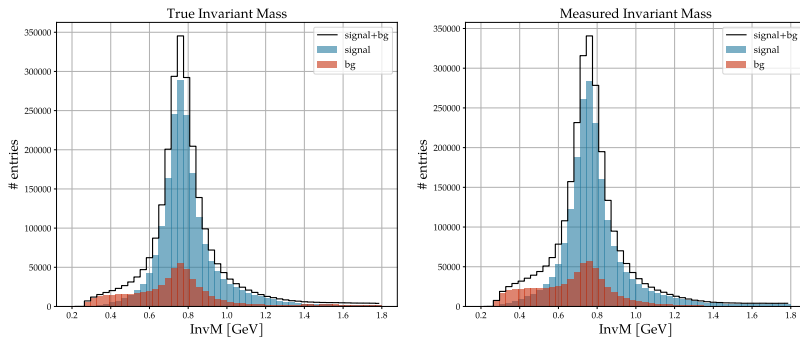 True Invariant Mass
signal+bg
signal
bg
350000
300000
250000
200000
150000
100000
50000
0
# entries
0.2 0.4 0.6 0.8 1.0 1.2 1.4 1.6 1.8
InvM [GeV]
Measured Invariant Mass
signal+bg
signal
bg
350000
300000
250000
200000
150000
100000
50000
0
# entries
0.2 0.4 0.6 0.8 1.0 1.2 1.4 1.6 1.8
InvM [GeV]